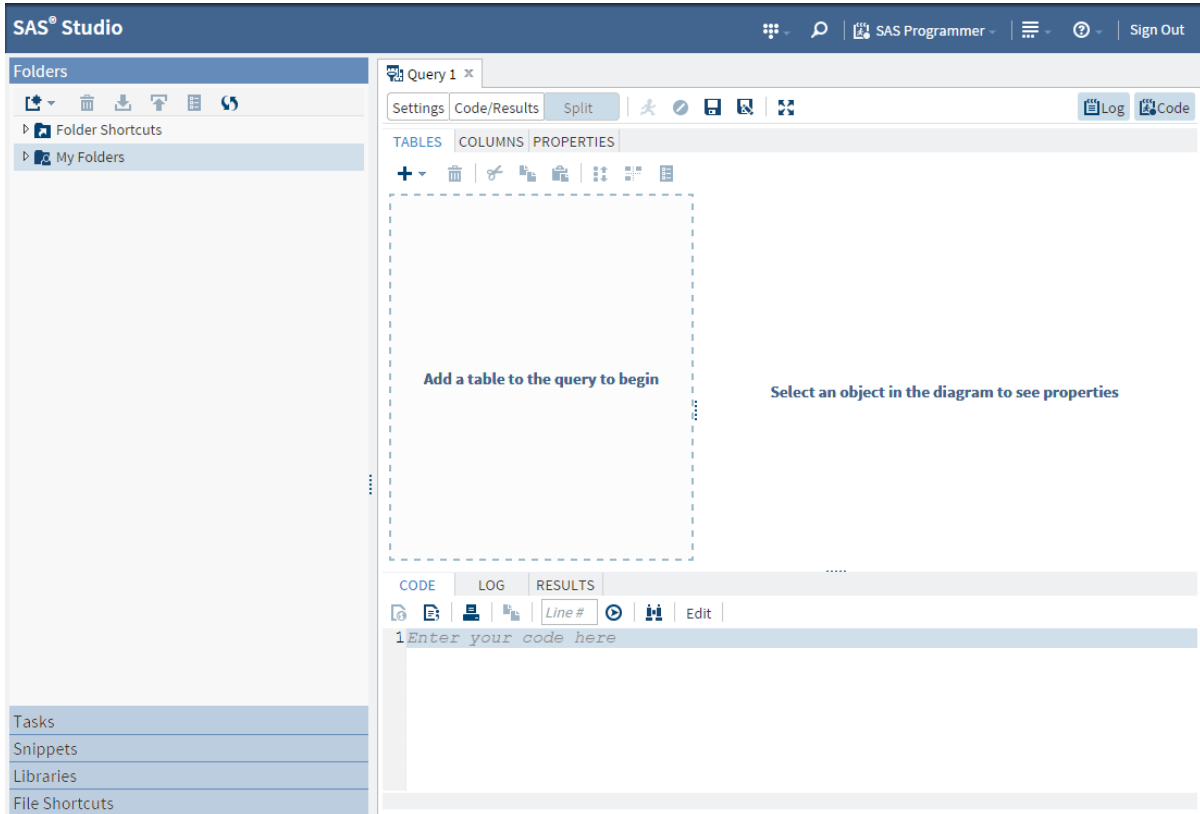 SAS® Studio
SAS Programmer
Sign Out
Folders
Folder Shortcuts
My Folders
Tasks
Snippets
Libraries
File Shortcuts
Query 1
Settings Code/Results Split
Log Code
TABLES COLUMNS PROPERTIES
Add a table to the query to begin
Select an object in the diagram to see properties
CODE LOG RESULTS
Line # Edit
1 Enter your code here